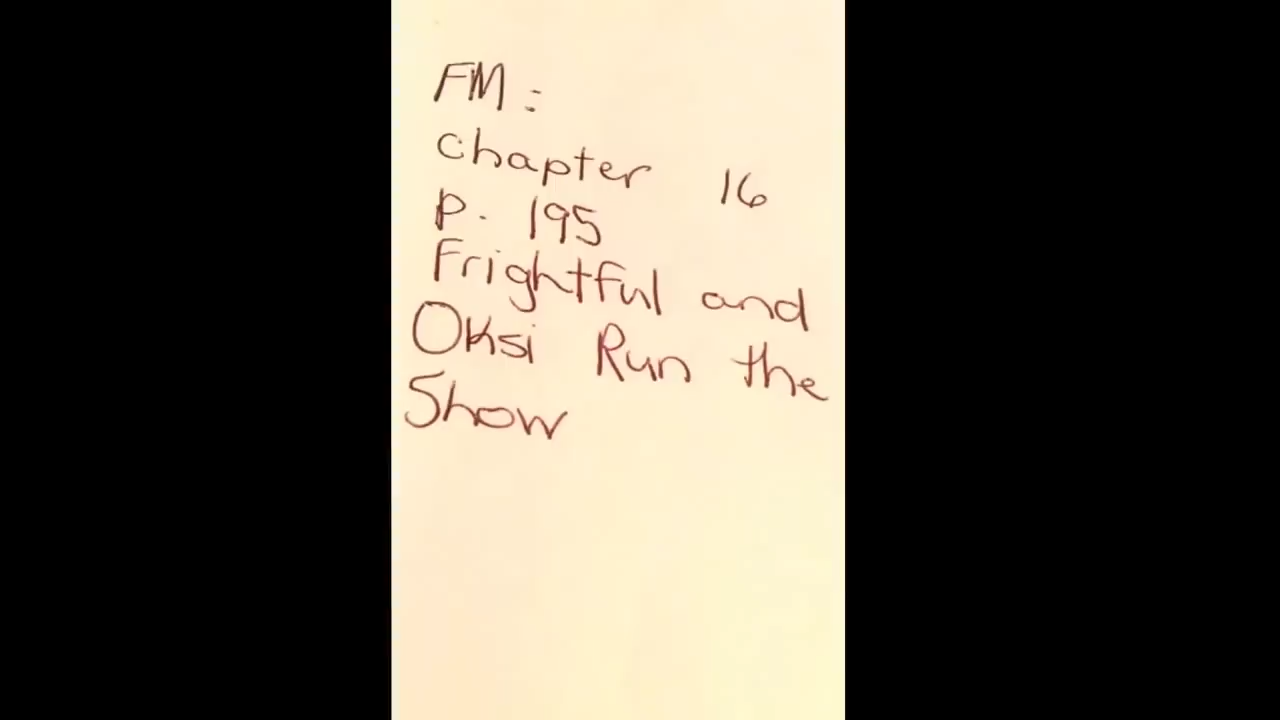 FM:
chapter 16
p. 195
Frightful and
Oksi Run the
Show